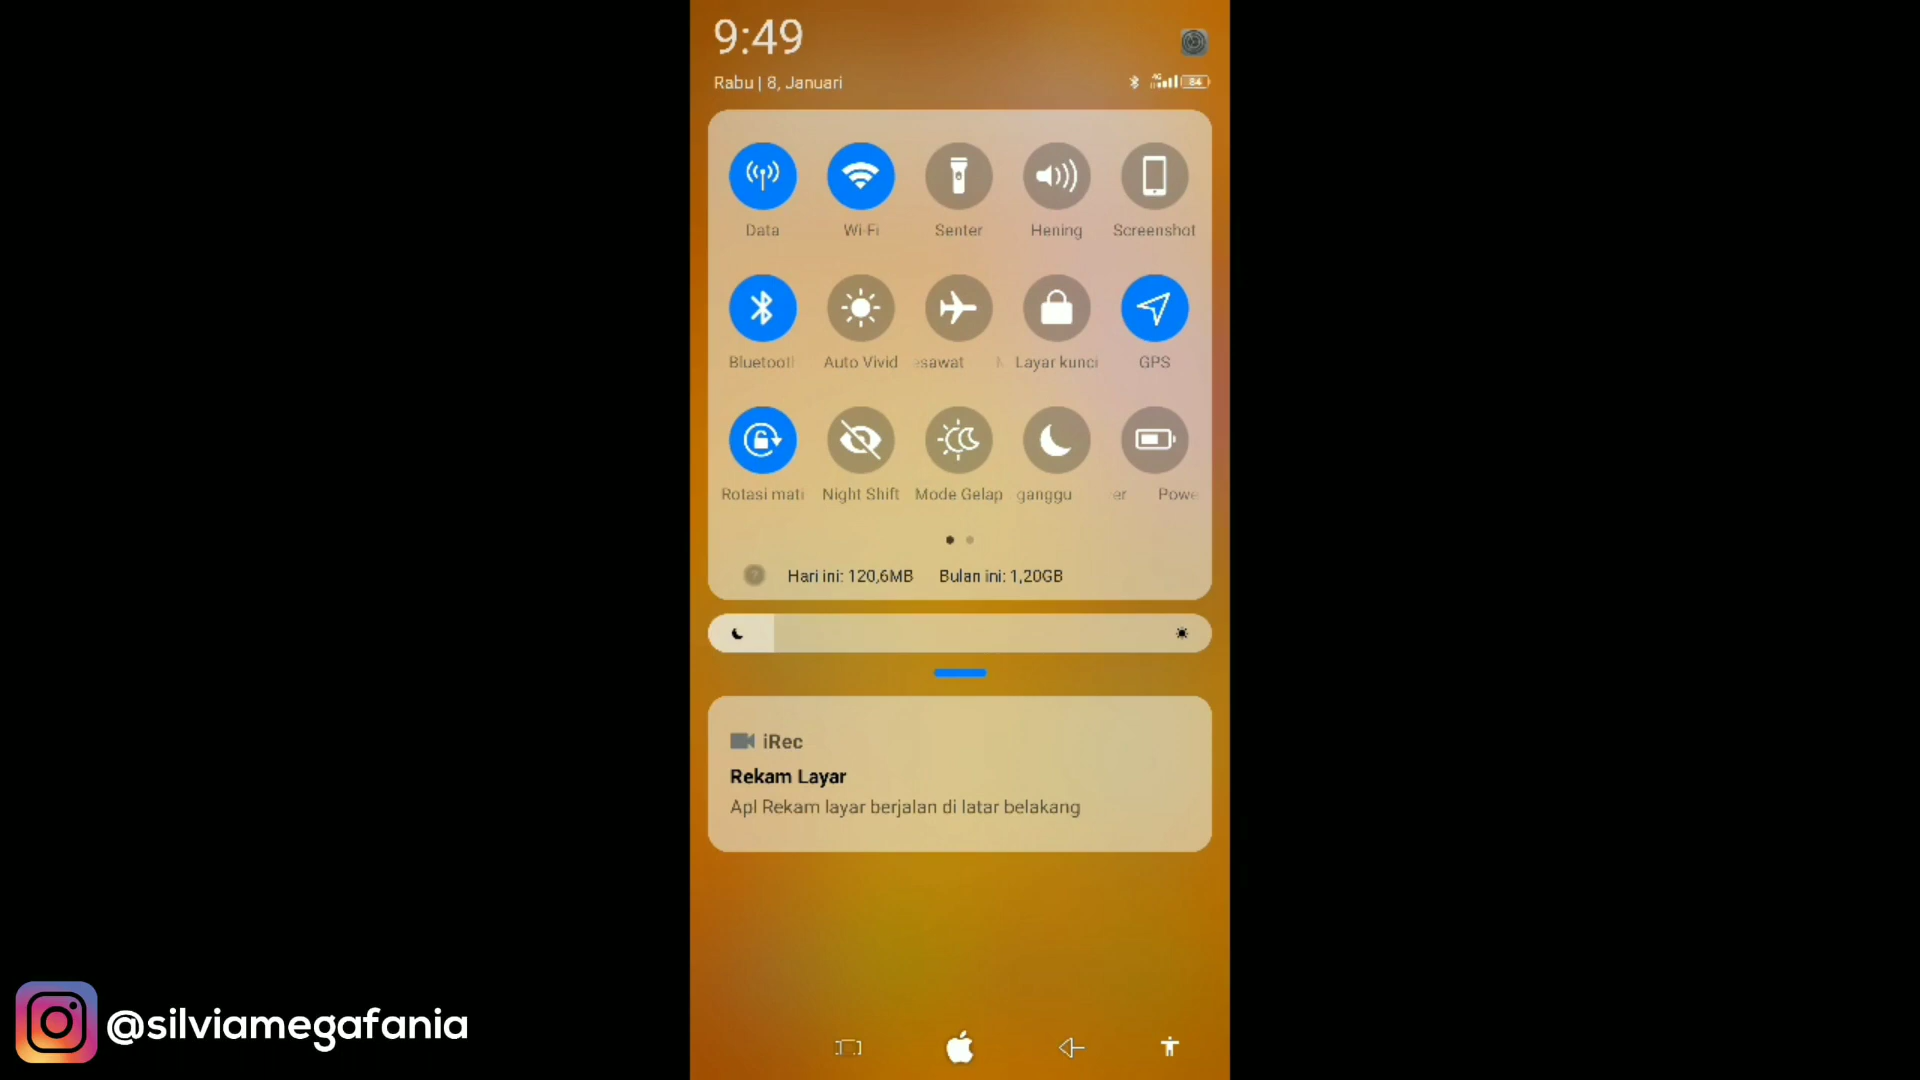 9:49
Rabu | 8, Januari
4G 84
Data Wi-Fi Senter Hening Screenshot
Bluetooth Auto Vivid esawat M Layar kunci GPS
Rotasi mati Night Shift Mode Gelap ganggu er Powe
Hari ini: 120,6MB Bulan ini: 1,20GB
iRec
Rekam Layar
Apl Rekam layar berjalan di latar belakang
@silviamegafania